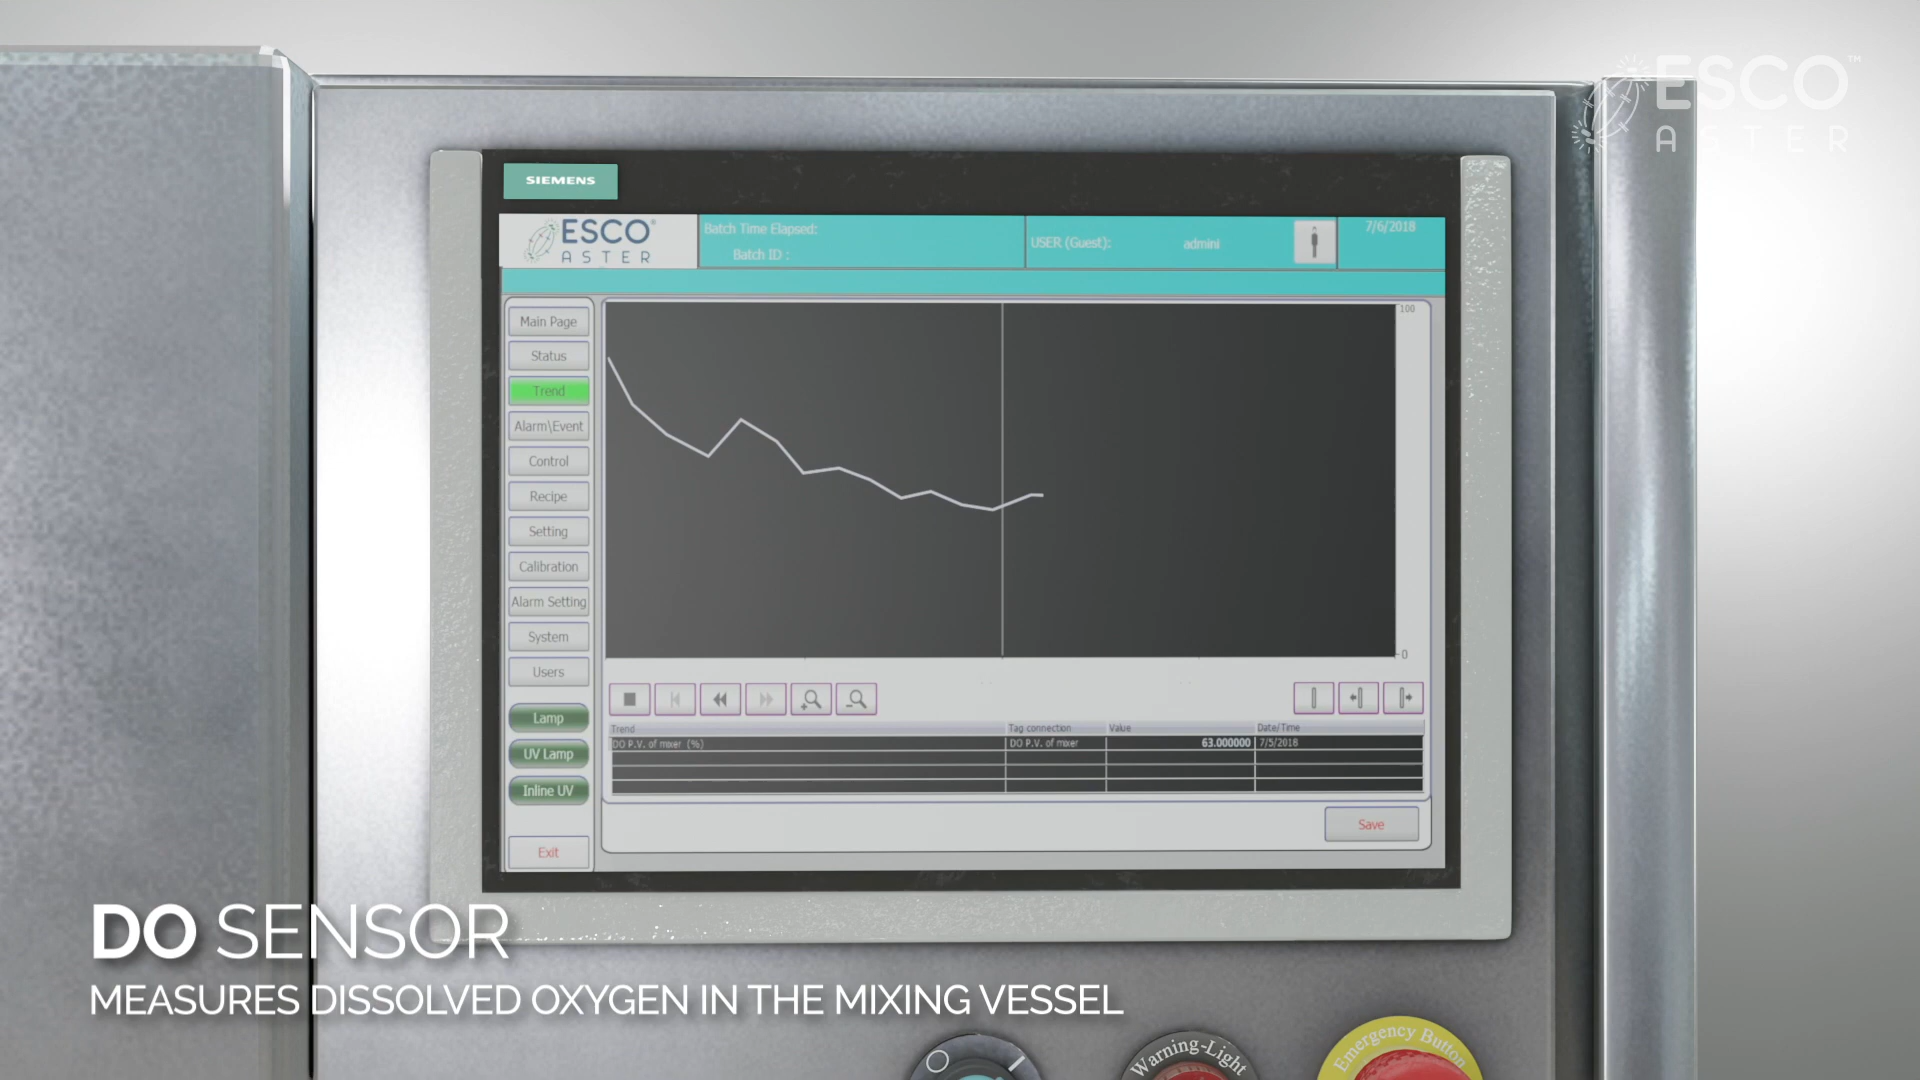 ESCO™
ASTER
SIEMENS
ESCO®
ASTER
Batch Time Elapsed:
Batch ID :
USER (Guest):
admini
7/6/2018
Main Page
Status
Trend
Alarm\Event
Control
Recipe
Setting
Calibration
Alarm Setting
System
Users
Lamp
UV Lamp
Inline UV
Exit
100
0
Trend Tag connection Value Date/Time
DO P.V. of mixer (%) DO P.V. of mixer 63.000000 7/5/2018
Save
DO SENSOR
MEASURES DISSOLVED OXYGEN IN THE MIXING VESSEL
Warning-Light
Emergency Button